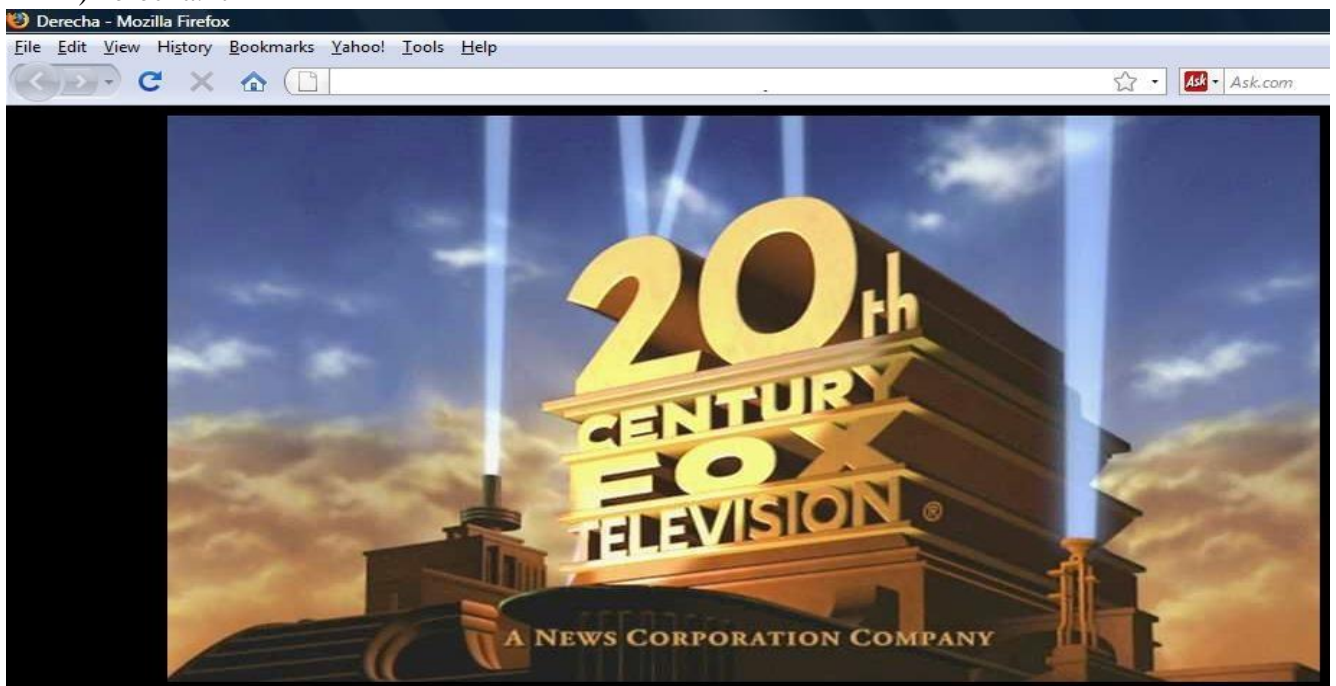 Derecha - Mozilla Firefox
File Edit View History Bookmarks Yahoo! Tools Help
Ask Ask.com
20th
CENTURY
FOX
TELEVISION ®
A NEWS CORPORATION COMPANY